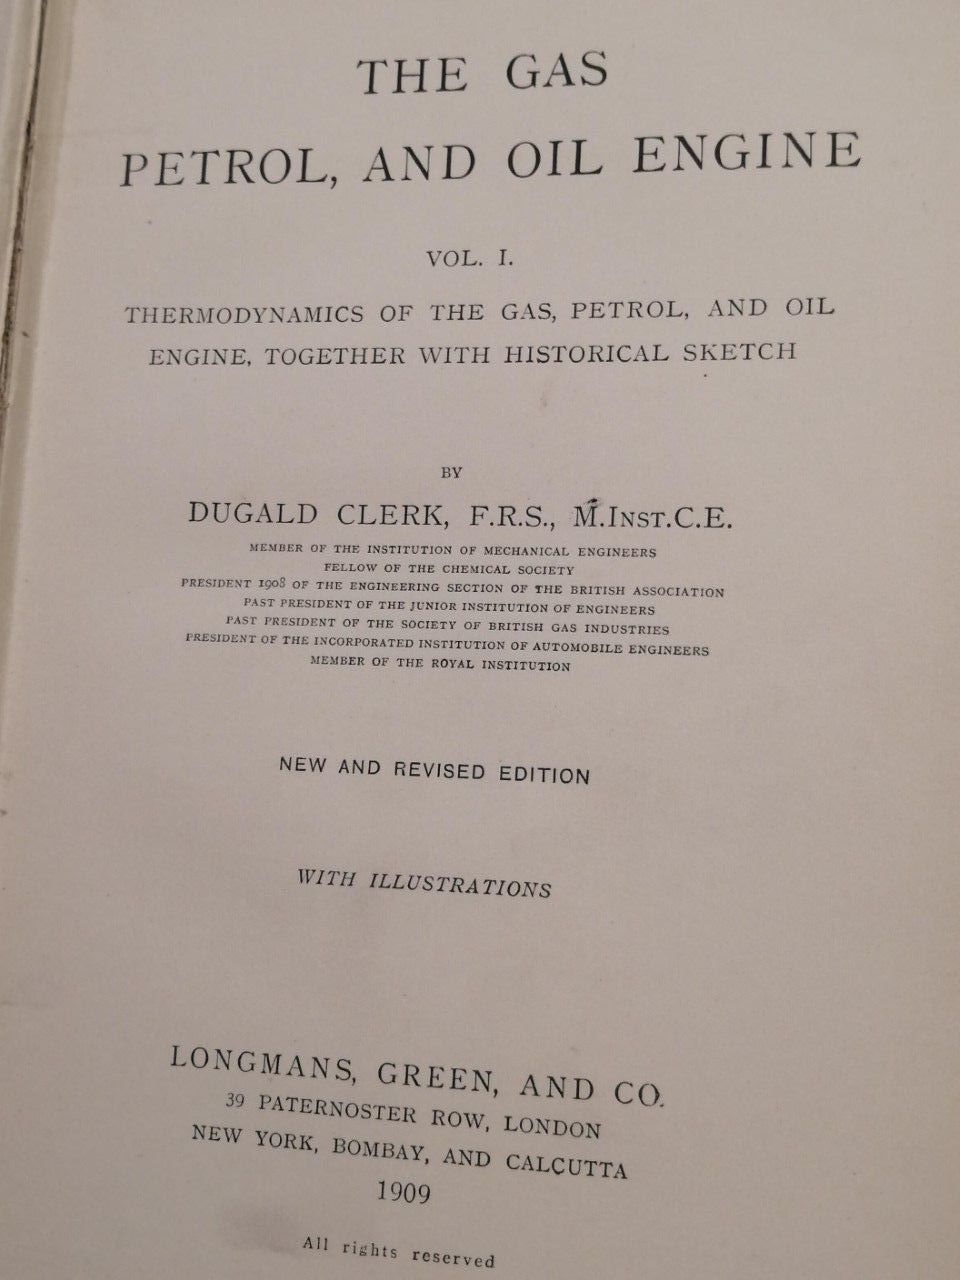 THE GAS
PETROL, AND OIL ENGINE
VOL. I.
THERMODYNAMICS OF THE GAS, PETROL, AND OIL
ENGINE, TOGETHER WITH HISTORICAL SKETCH
BY
DUGALD CLERK, F.R.S., M.INST.C.E.
MEMBER OF THE INSTITUTION OF MECHANICAL ENGINEERS
FELLOW OF THE CHEMICAL SOCIETY
PRESIDENT 1908 OF THE ENGINEERING SECTION OF THE BRITISH ASSOCIATION
PAST PRESIDENT OF THE JUNIOR INSTITUTION OF ENGINEERS
PAST PRESIDENT OF THE SOCIETY OF BRITISH GAS INDUSTRIES
PRESIDENT OF THE INCORPORATED INSTITUTION OF AUTOMOBILE ENGINEERS
MEMBER OF THE ROYAL INSTITUTION
NEW AND REVISED EDITION
WITH ILLUSTRATIONS
LONGMANS, GREEN, AND CO.
39 PATERNOSTER ROW, LONDON
NEW YORK, BOMBAY, AND CALCUTTA
1909
All rights reserved